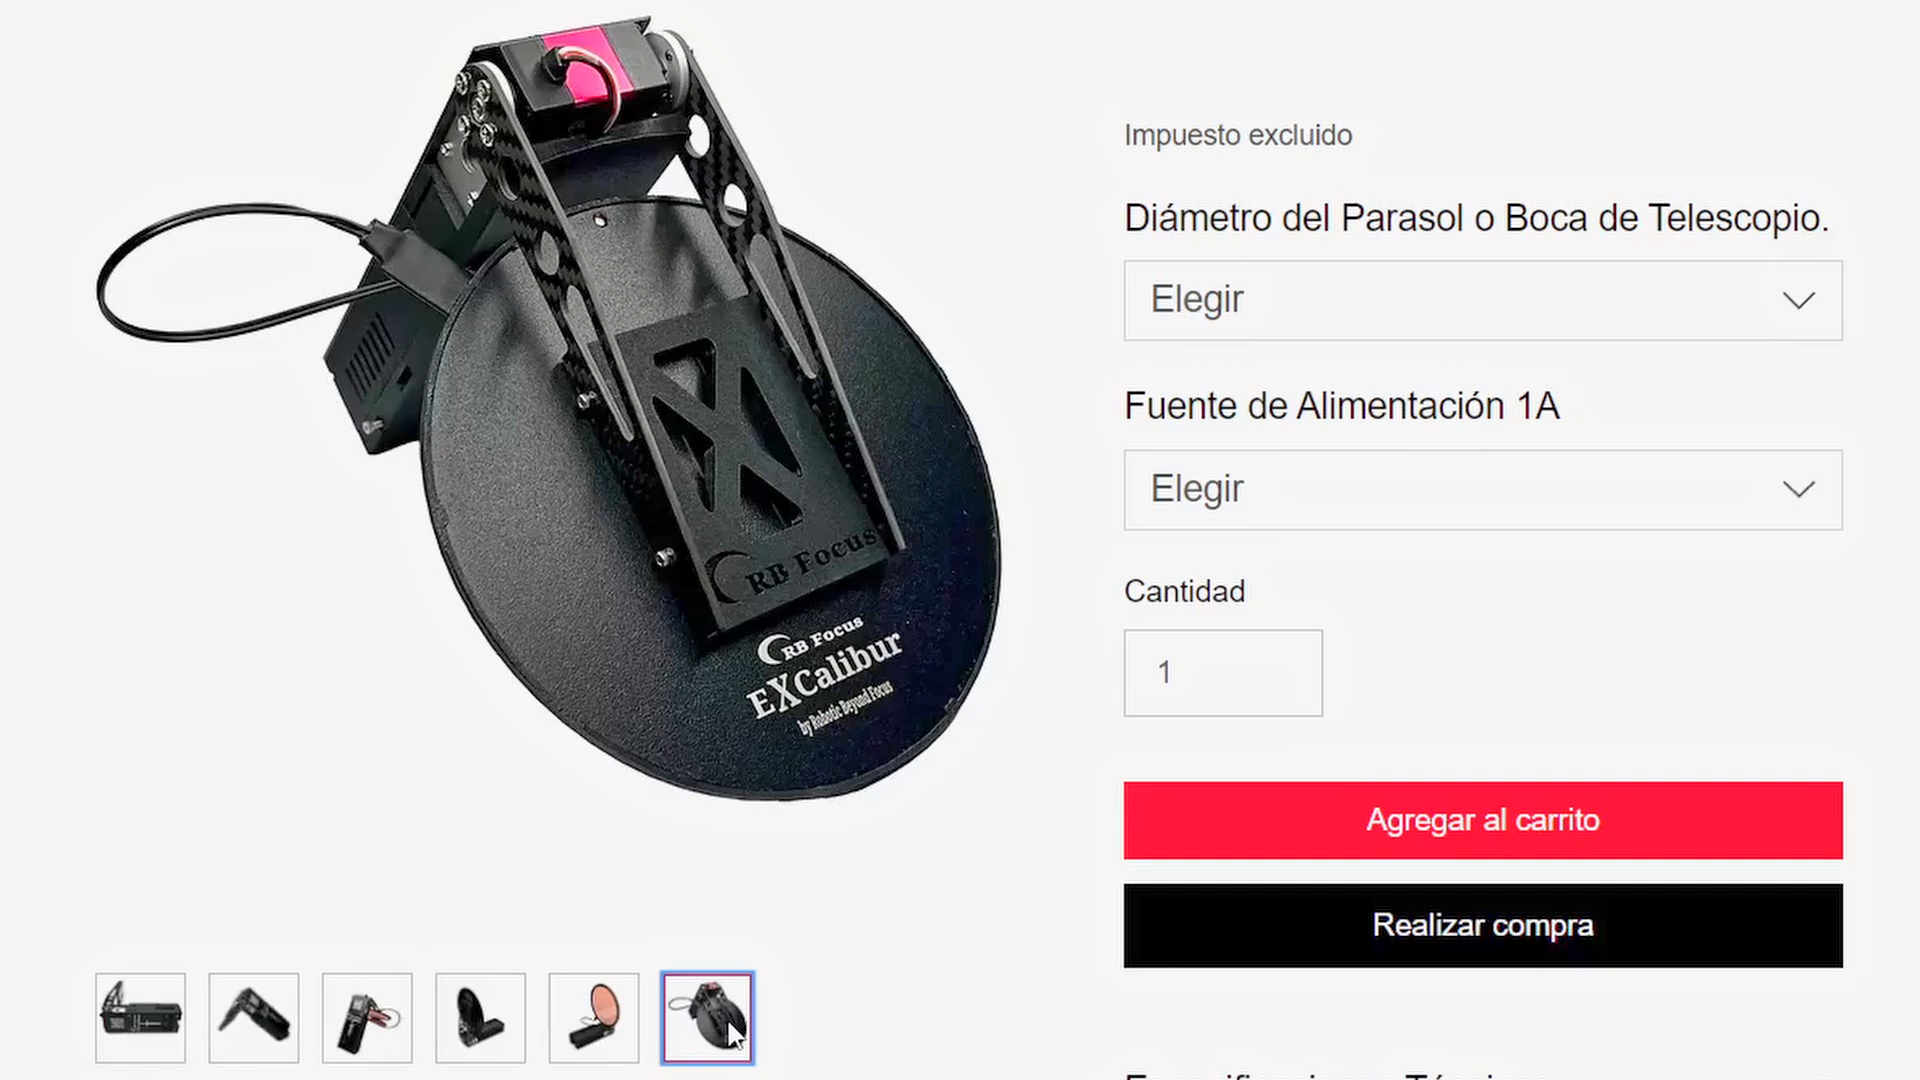 RB Focus
RB Focus
EXCalibur
by Robotic Beyond Focus
Impuesto excluido
Diámetro del Parasol o Boca de Telescopio.
Elegir
Fuente de Alimentación 1A
Elegir
Cantidad
1
Agregar al carrito
Realizar compra